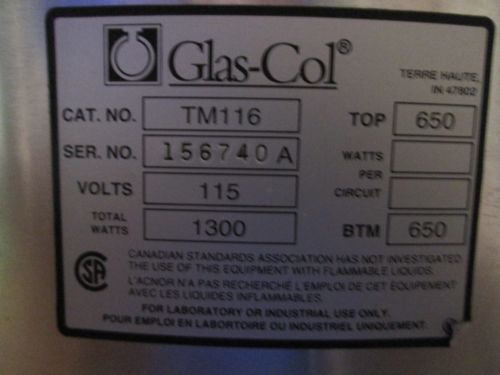 Glas-Col®
TERRE HAUTE,
IN 47802
CAT. NO. TM116 TOP 650
SER. NO. 156740 A WATTS
PER
VOLTS 115 CIRCUIT
TOTAL
WATTS 1300 BTM 650
CANADIAN STANDARDS ASSOCIATION HAS NOT INVESTIGATED
THE USE OF THIS EQUIPMENT WITH FLAMMABLE LIQUIDS.
L'ACNOR N'A PAS RECHERCHÉ L'EMPLOI DE CET EQUIPEMENT
AVEC LES LIQUIDES INFLAMMABLES.
FOR LABORATORY OR INDUSTRIAL USE ONLY.
POUR EMPLOI EN LABORTOIRE OU INDUSTRIEL UNIQUEMENT.